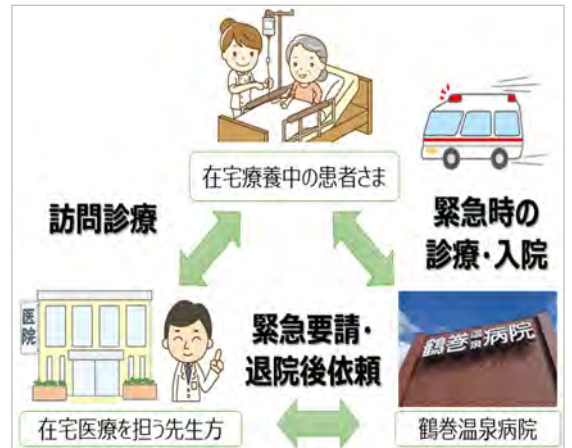 在宅療養中の患者さま
訪問診療
緊急時の
診療・入院
医院
緊急要請・
退院後依頼
鶴巻温泉病院
在宅医療を担う先生方
鶴巻温泉病院